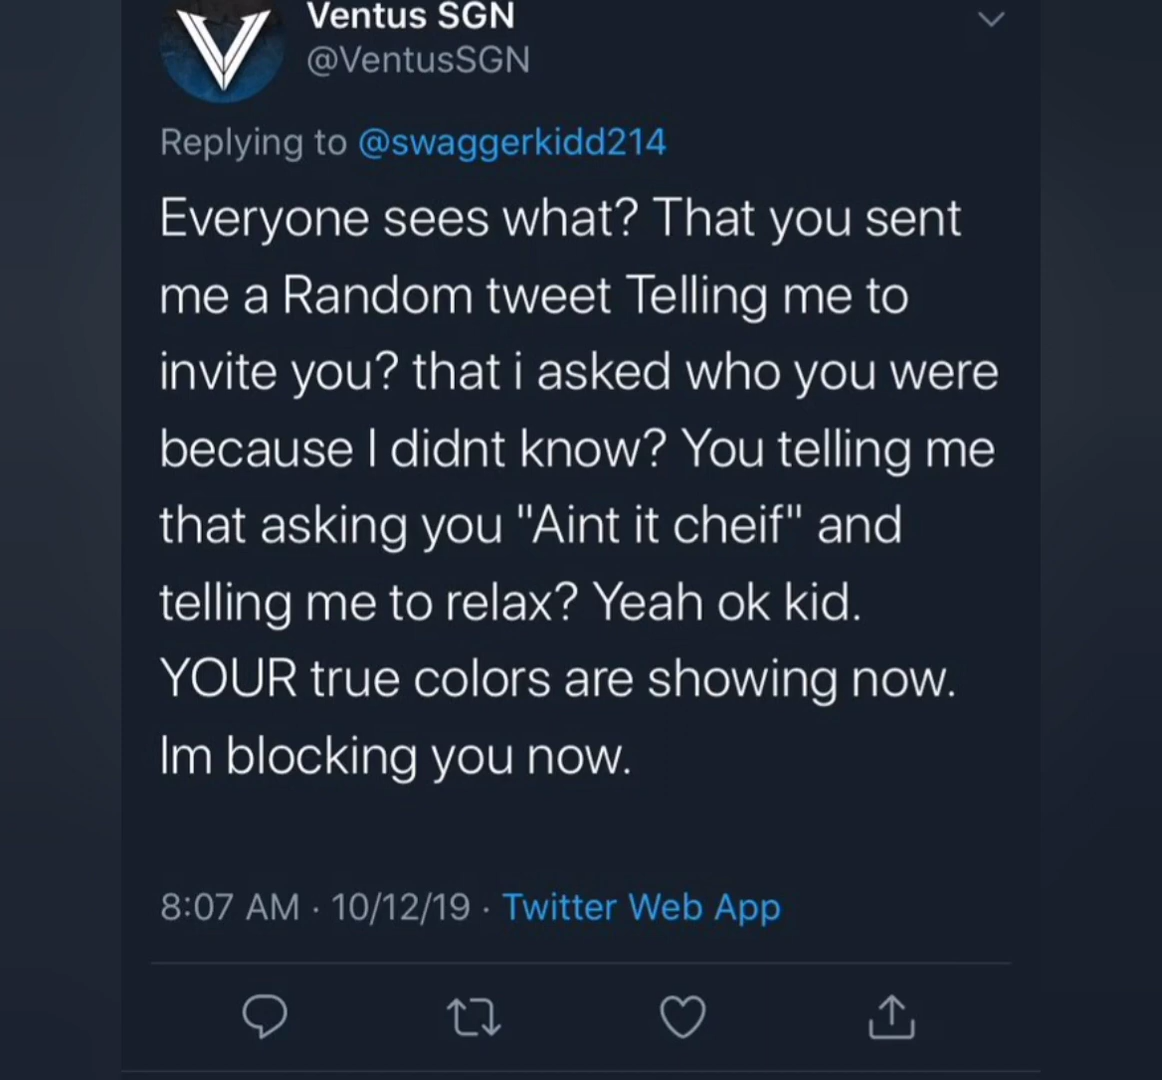 Ventus SGN
@VentusSGN
Replying to @swaggerkidd214
Everyone sees what? That you sent
me a Random tweet Telling me to
invite you? that i asked who you were
because I didnt know? You telling me
that asking you "Aint it cheif" and
telling me to relax? Yeah ok kid.
YOUR true colors are showing now.
Im blocking you now.
8:07 AM · 10/12/19 · Twitter Web App